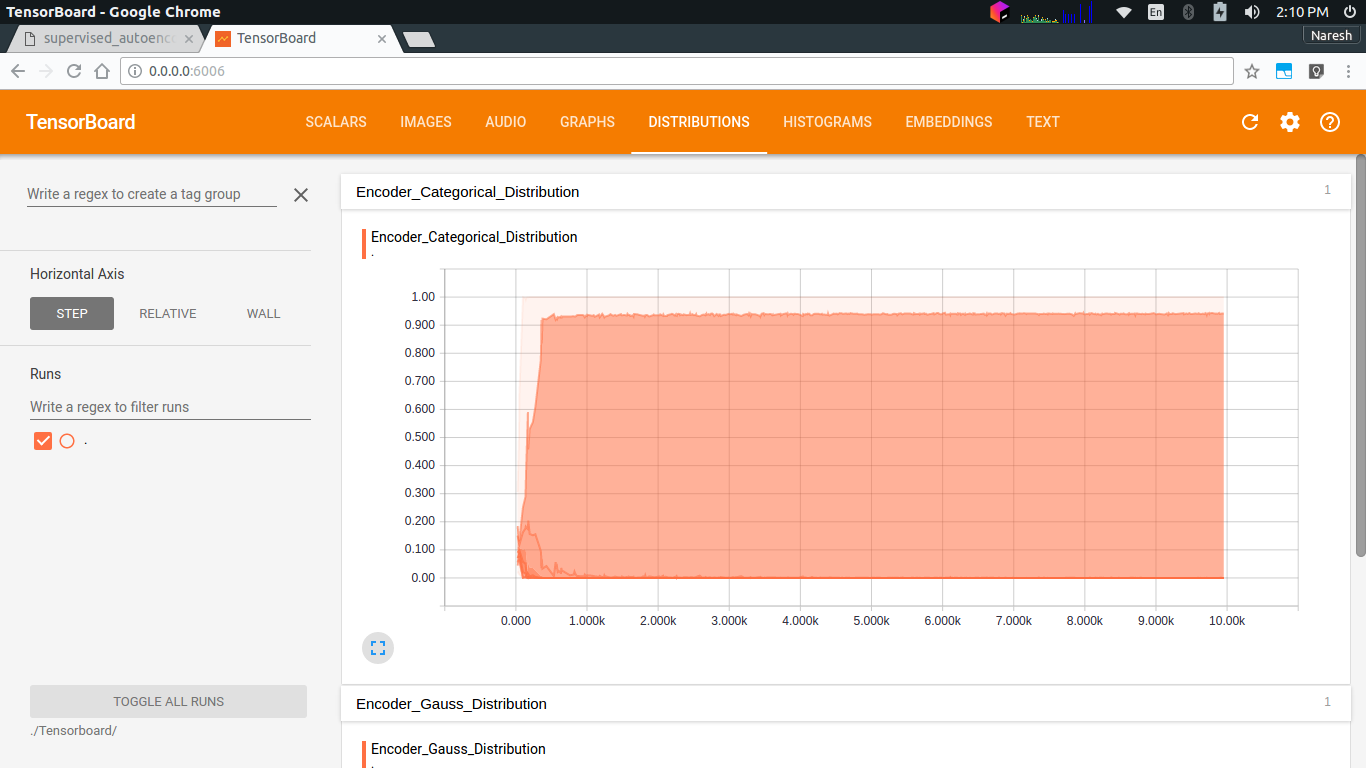 TensorBoard - Google Chrome
En
2:10 PM
supervised_autoenc
TensorBoard
Naresh
0.0.0.0:6006
TensorBoard
SCALARS IMAGES AUDIO GRAPHS DISTRIBUTIONS HISTOGRAMS EMBEDDINGS TEXT
Write a regex to create a tag group
Horizontal Axis
STEP RELATIVE WALL
Runs
Write a regex to filter runs
.
TOGGLE ALL RUNS
./Tensorboard/
Encoder_Categorical_Distribution 1
Encoder_Categorical_Distribution
.
1.00
0.900
0.800
0.700
0.600
0.500
0.400
0.300
0.200
0.100
0.00
0.000 1.000k 2.000k 3.000k 4.000k 5.000k 6.000k 7.000k 8.000k 9.000k 10.00k
Encoder_Gauss_Distribution 1
Encoder_Gauss_Distribution
.